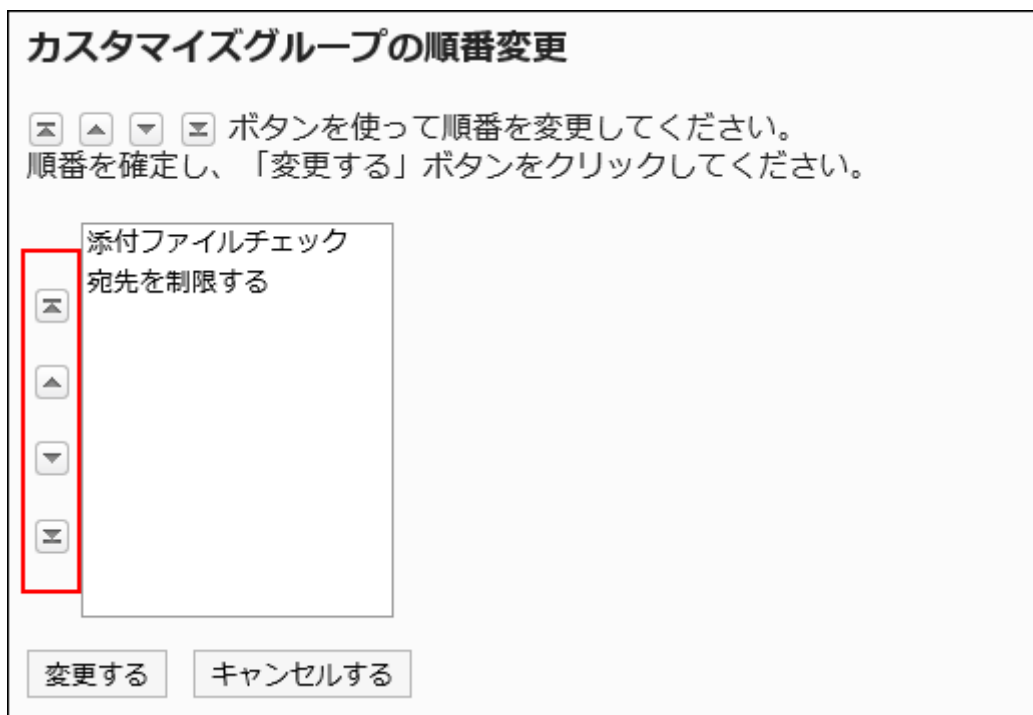 カスタマイズグループの順番変更
ボタンを使って順番を変更してください。
順番を確定し、「変更する」ボタンをクリックしてください。
添付ファイルチェック
宛先を制限する
変更する キャンセルする